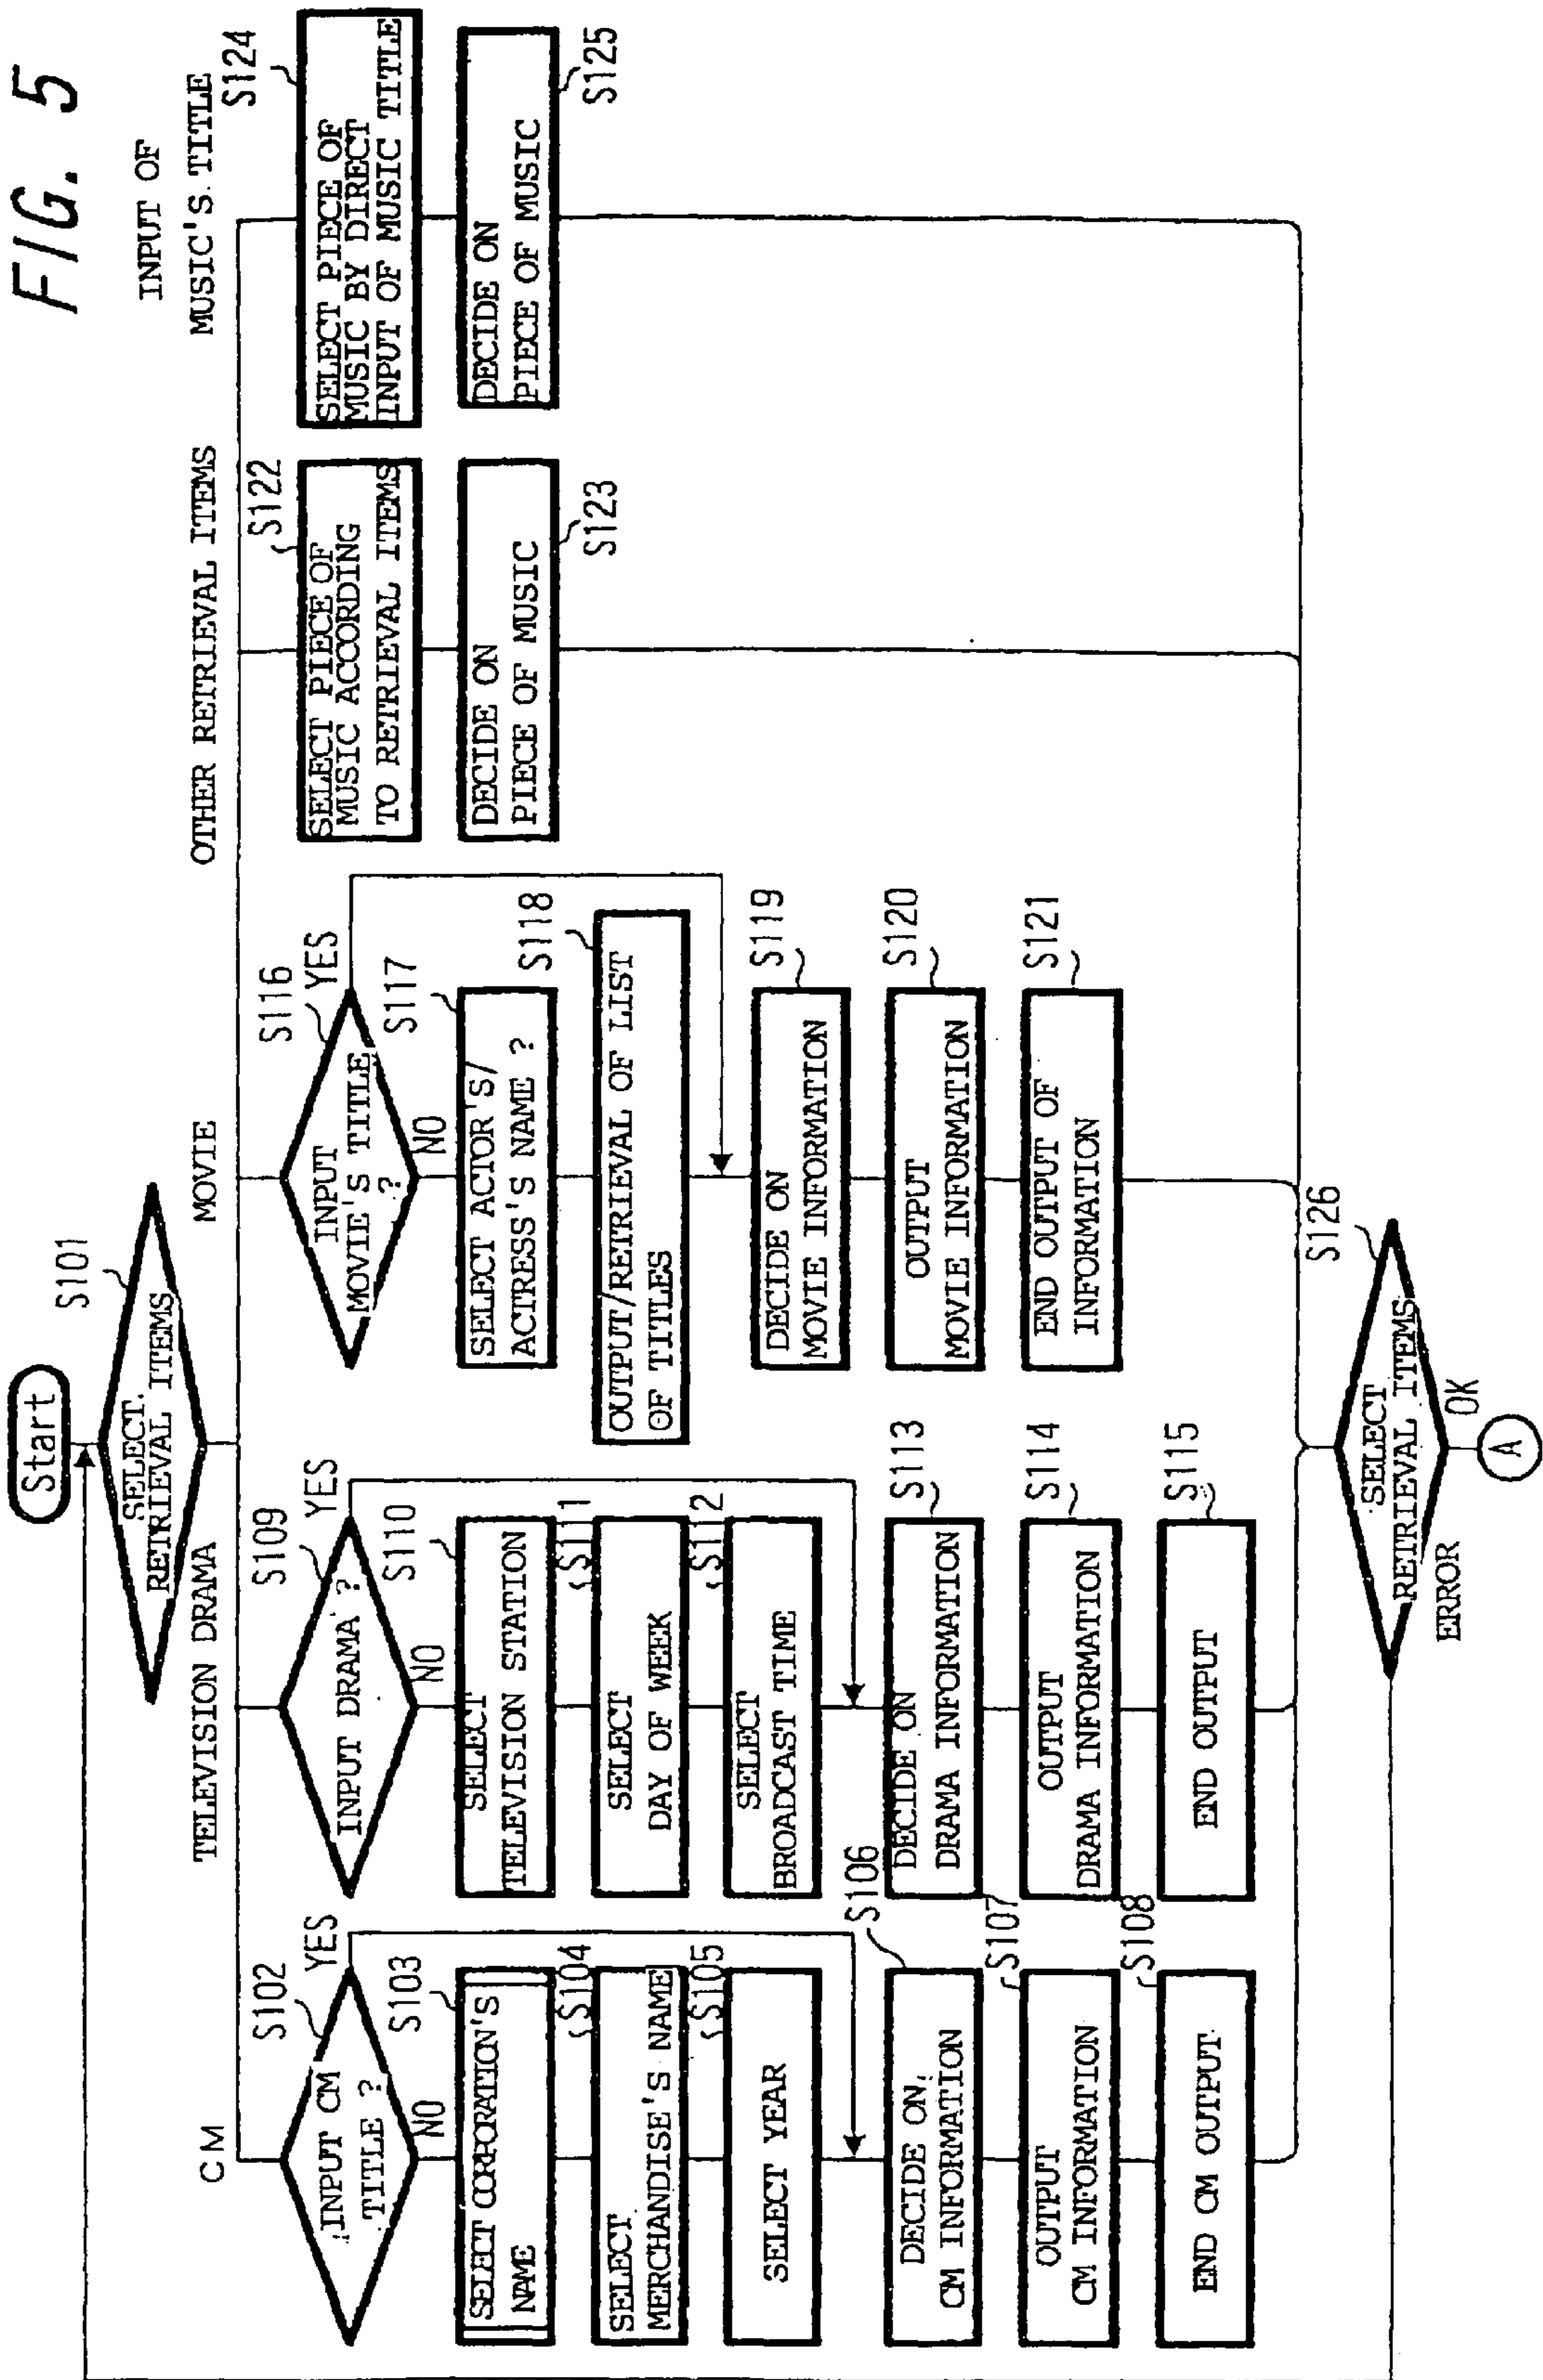 FIG. 5
Start
S101
SELECT
RETRIEVAL ITEMS
CM
S102
INPUT CM
TITLE ?
YES
NO
S103
SELECT CORPORATION'S
NAME
S104
SELECT
MERCHANDISE'S NAME
S105
SELECT YEAR
S106
DECIDE ON
CM INFORMATION
S107
OUTPUT
CM INFORMATION
S108
END CM OUTPUT
TELEVISION DRAMA
S109
INPUT DRAMA ?
YES
NO
S110
SELECT
TELEVISION STATION
S111
SELECT
DAY OF WEEK
S112
SELECT
BROADCAST TIME
S113
DECIDE ON
DRAMA INFORMATION
S114
OUTPUT
DRAMA INFORMATION
S115
END OUTPUT
MOVIE
S116
INPUT
MOVIE'S TITLE
?
YES
NO
S117
SELECT ACTOR'S/
ACTRESS'S NAME ?
S118
OUTPUT/RETRIEVAL OF LIST
OF TITLES
S119
DECIDE ON
MOVIE INFORMATION
S120
OUTPUT
MOVIE INFORMATION
S121
END OUTPUT OF
INFORMATION
OTHER RETRIEVAL ITEMS
S122
SELECT PIECE OF
MUSIC ACCORDING
TO RETRIEVAL ITEMS
S123
DECIDE ON
PIECE OF MUSIC
INPUT OF
MUSIC'S TITLE
S124
SELECT PIECE OF
MUSIC BY DIRECT
INPUT OF MUSIC TITLE
S125
DECIDE ON
PIECE OF MUSIC
S126
SELECT
RETRIEVAL ITEMS
ERROR
OK
A